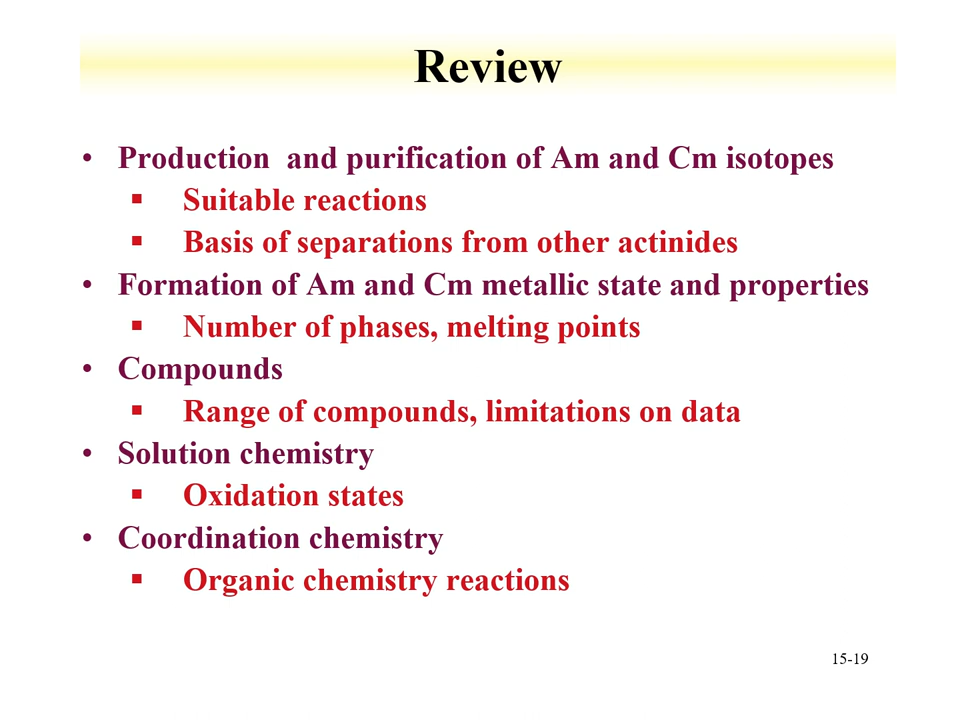 Review
• Production and purification of Am and Cm isotopes
▪ Suitable reactions
▪ Basis of separations from other actinides
• Formation of Am and Cm metallic state and properties
▪ Number of phases, melting points
• Compounds
▪ Range of compounds, limitations on data
• Solution chemistry
▪ Oxidation states
• Coordination chemistry
▪ Organic chemistry reactions
15-19